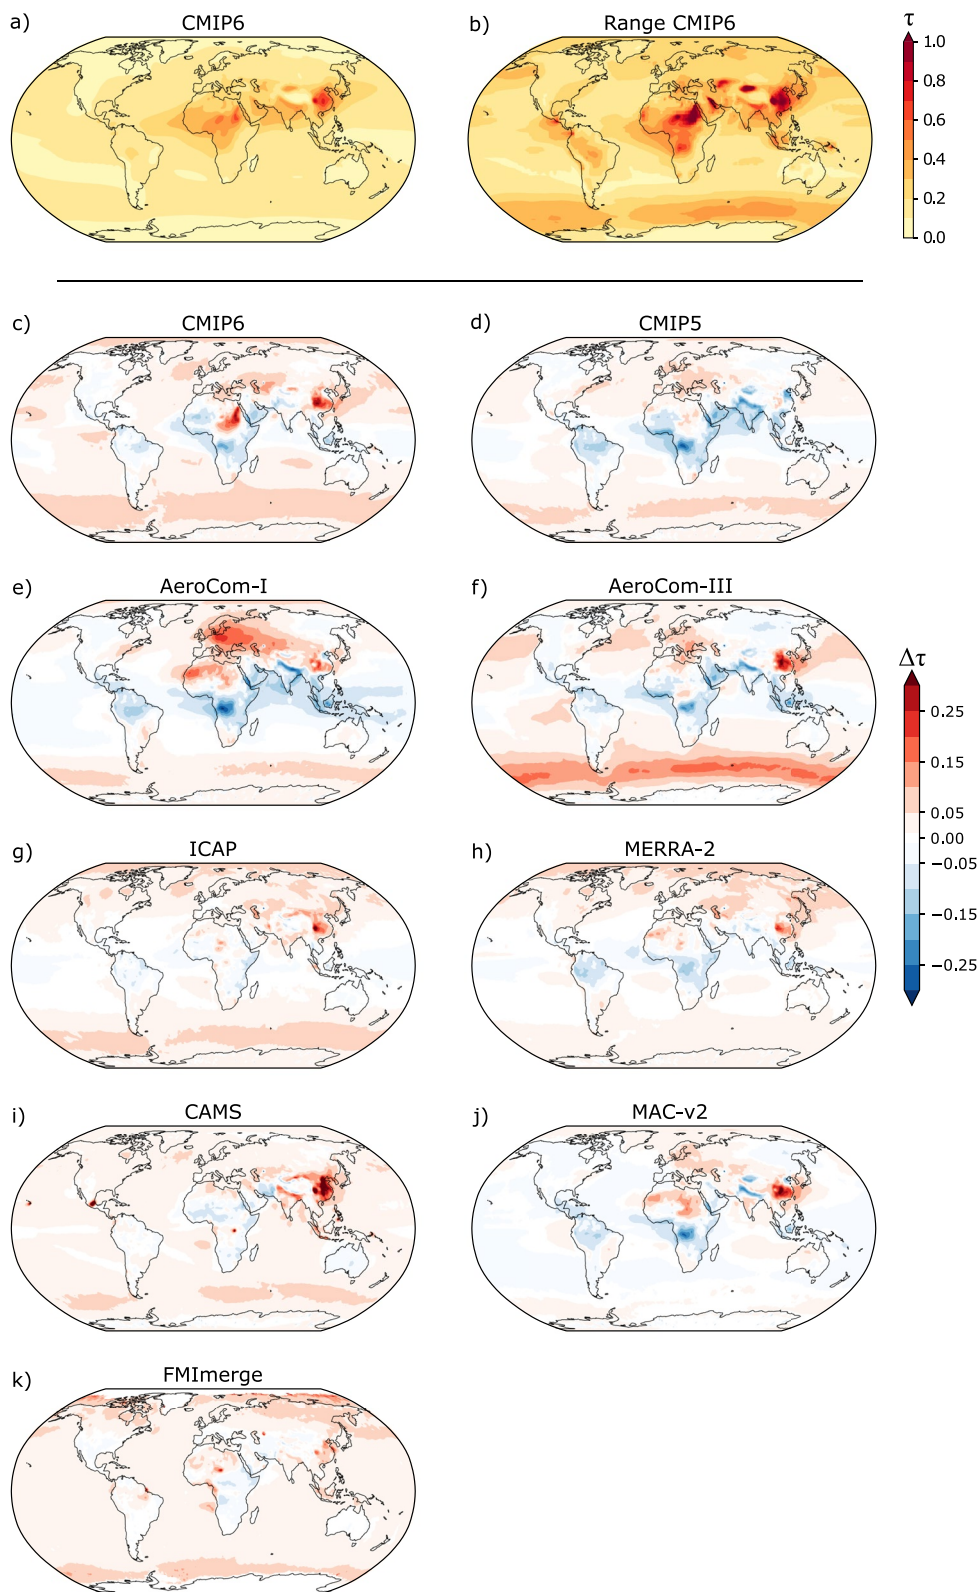 a)
CMIP6
b)
Range CMIP6
τ
1.0
0.8
0.6
0.4
0.2
0.0
c)
CMIP6
d)
CMIP5
e)
AeroCom-I
f)
AeroCom-III
Δτ
0.25
0.15
0.05
0.00
−0.05
−0.15
−0.25
g)
ICAP
h)
MERRA-2
i)
CAMS
j)
MAC-v2
k)
FMImerge